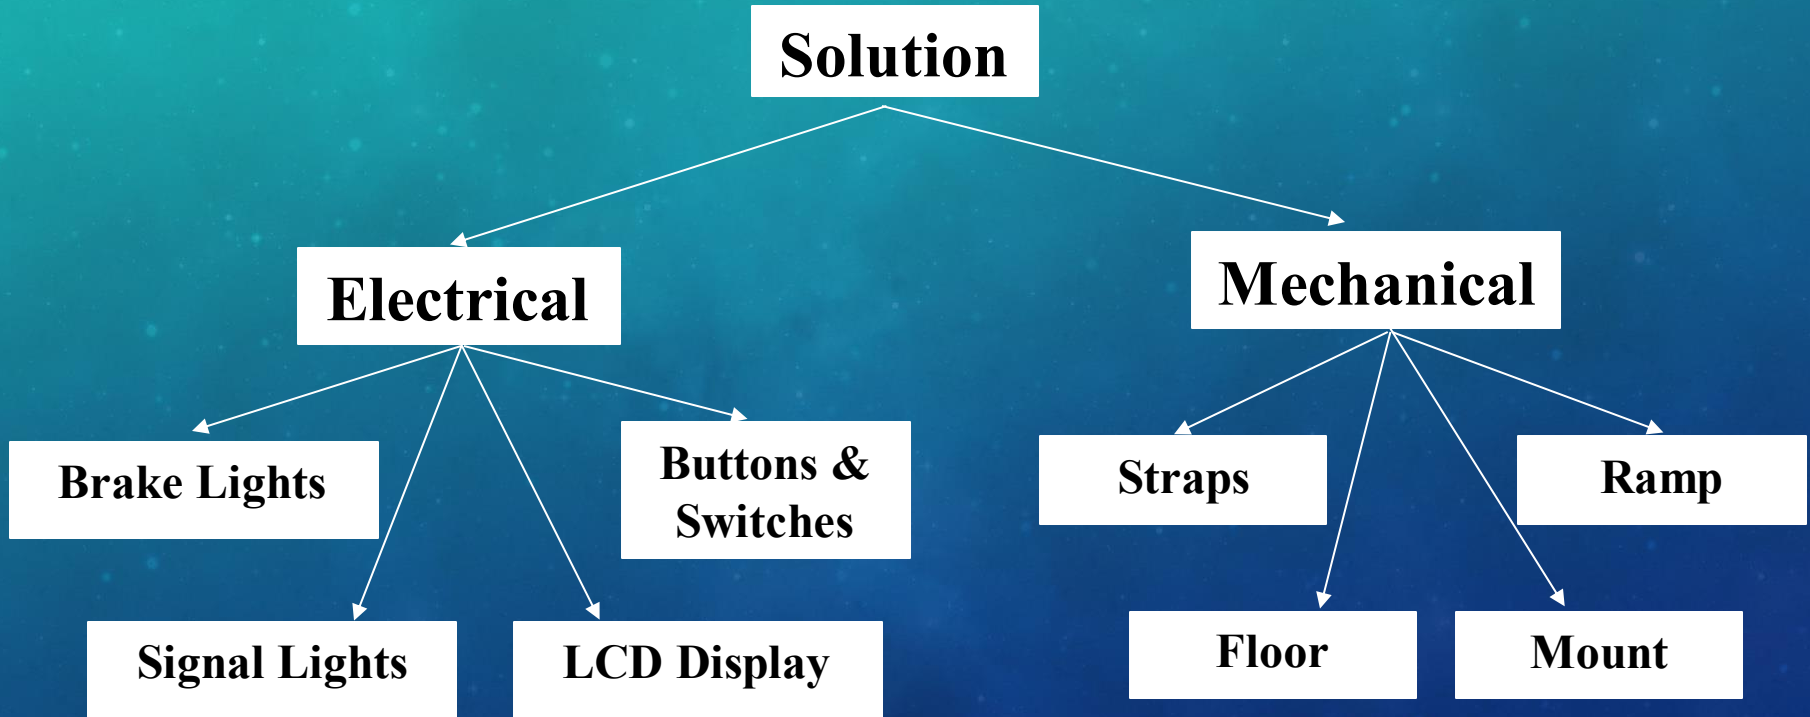 Solution
Electrical
Mechanical
Brake Lights
Buttons &
Switches
Straps
Ramp
Signal Lights
LCD Display
Floor
Mount